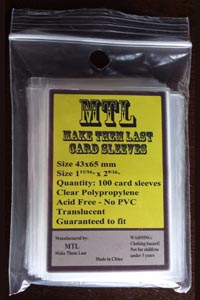 MTL
MAKE THEM LAST
CARD SLEEVES
Size 43x65 mm
Size 1 11/16" x 2 9/16"
Quantity: 100 card sleeves
Clear Polypropylene
Acid Free - No PVC
Translucent
Guaranteed to fit
Manufactured by:
MTL
Make Them Last
Made in China
WARNING:
Choking hazard!
Not for children
under 3 years